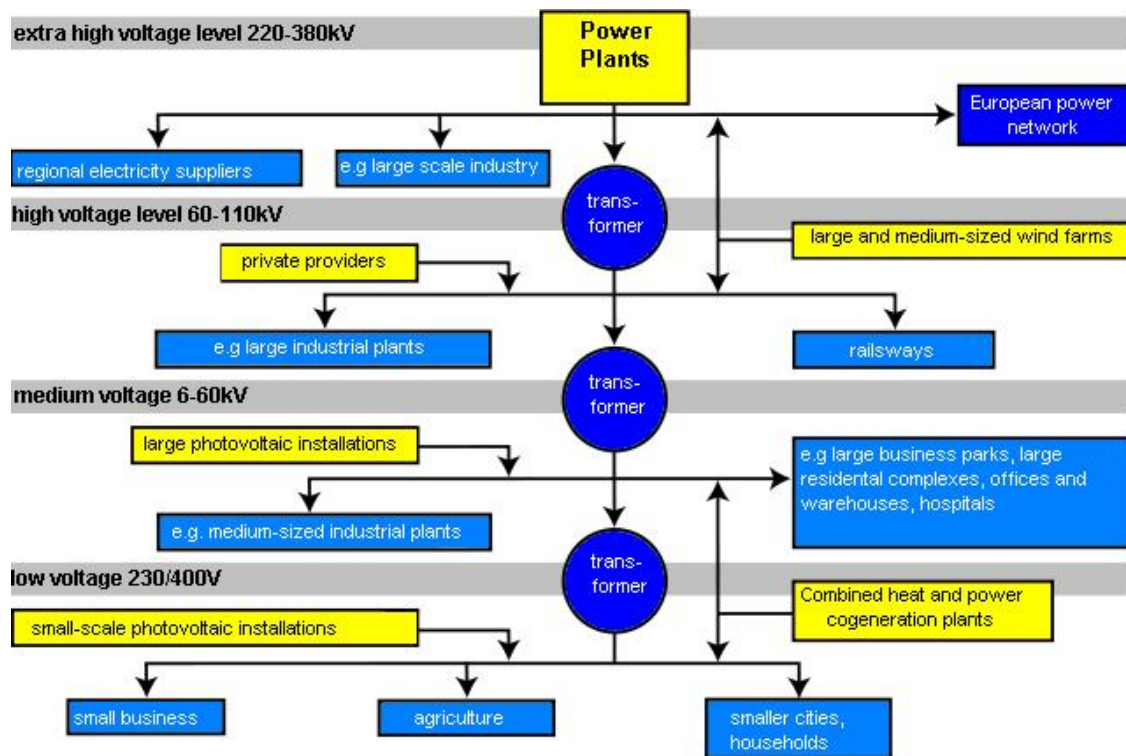 extra high voltage level 220-380kV
Power
Plants
European power
network
regional electricity suppliers
e.g large scale industry
trans-
former
high voltage level 60-110kV
large and medium-sized wind farms
private providers
e.g large industrial plants
railsways
trans-
former
medium voltage 6-60kV
large photovoltaic installations
e.g large business parks, large
residental complexes, offices and
warehouses, hospitals
e.g. medium-sized industrial plants
trans-
former
low voltage 230/400V
Combined heat and power
cogeneration plants
small-scale photovoltaic installations
small business
agriculture
smaller cities,
households